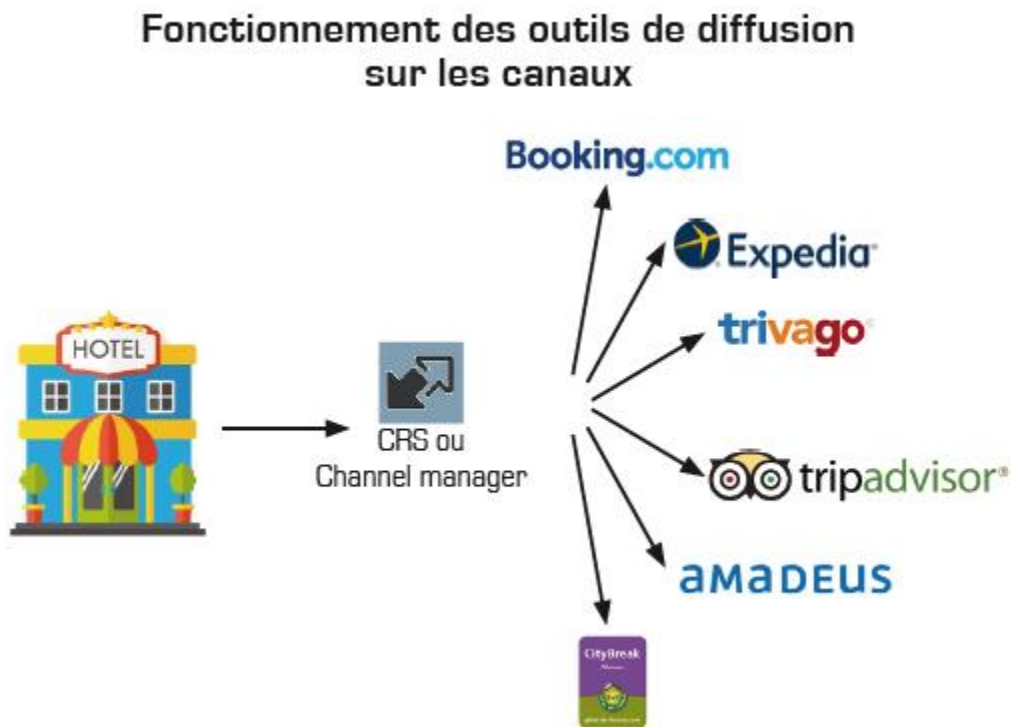 Fonctionnement des outils de diffusion
sur les canaux
Booking.com
Expedia®
trivago®
HOTEL
CRS ou
Channel manager
tripadvisor®
aMaDEUS
CityBreak